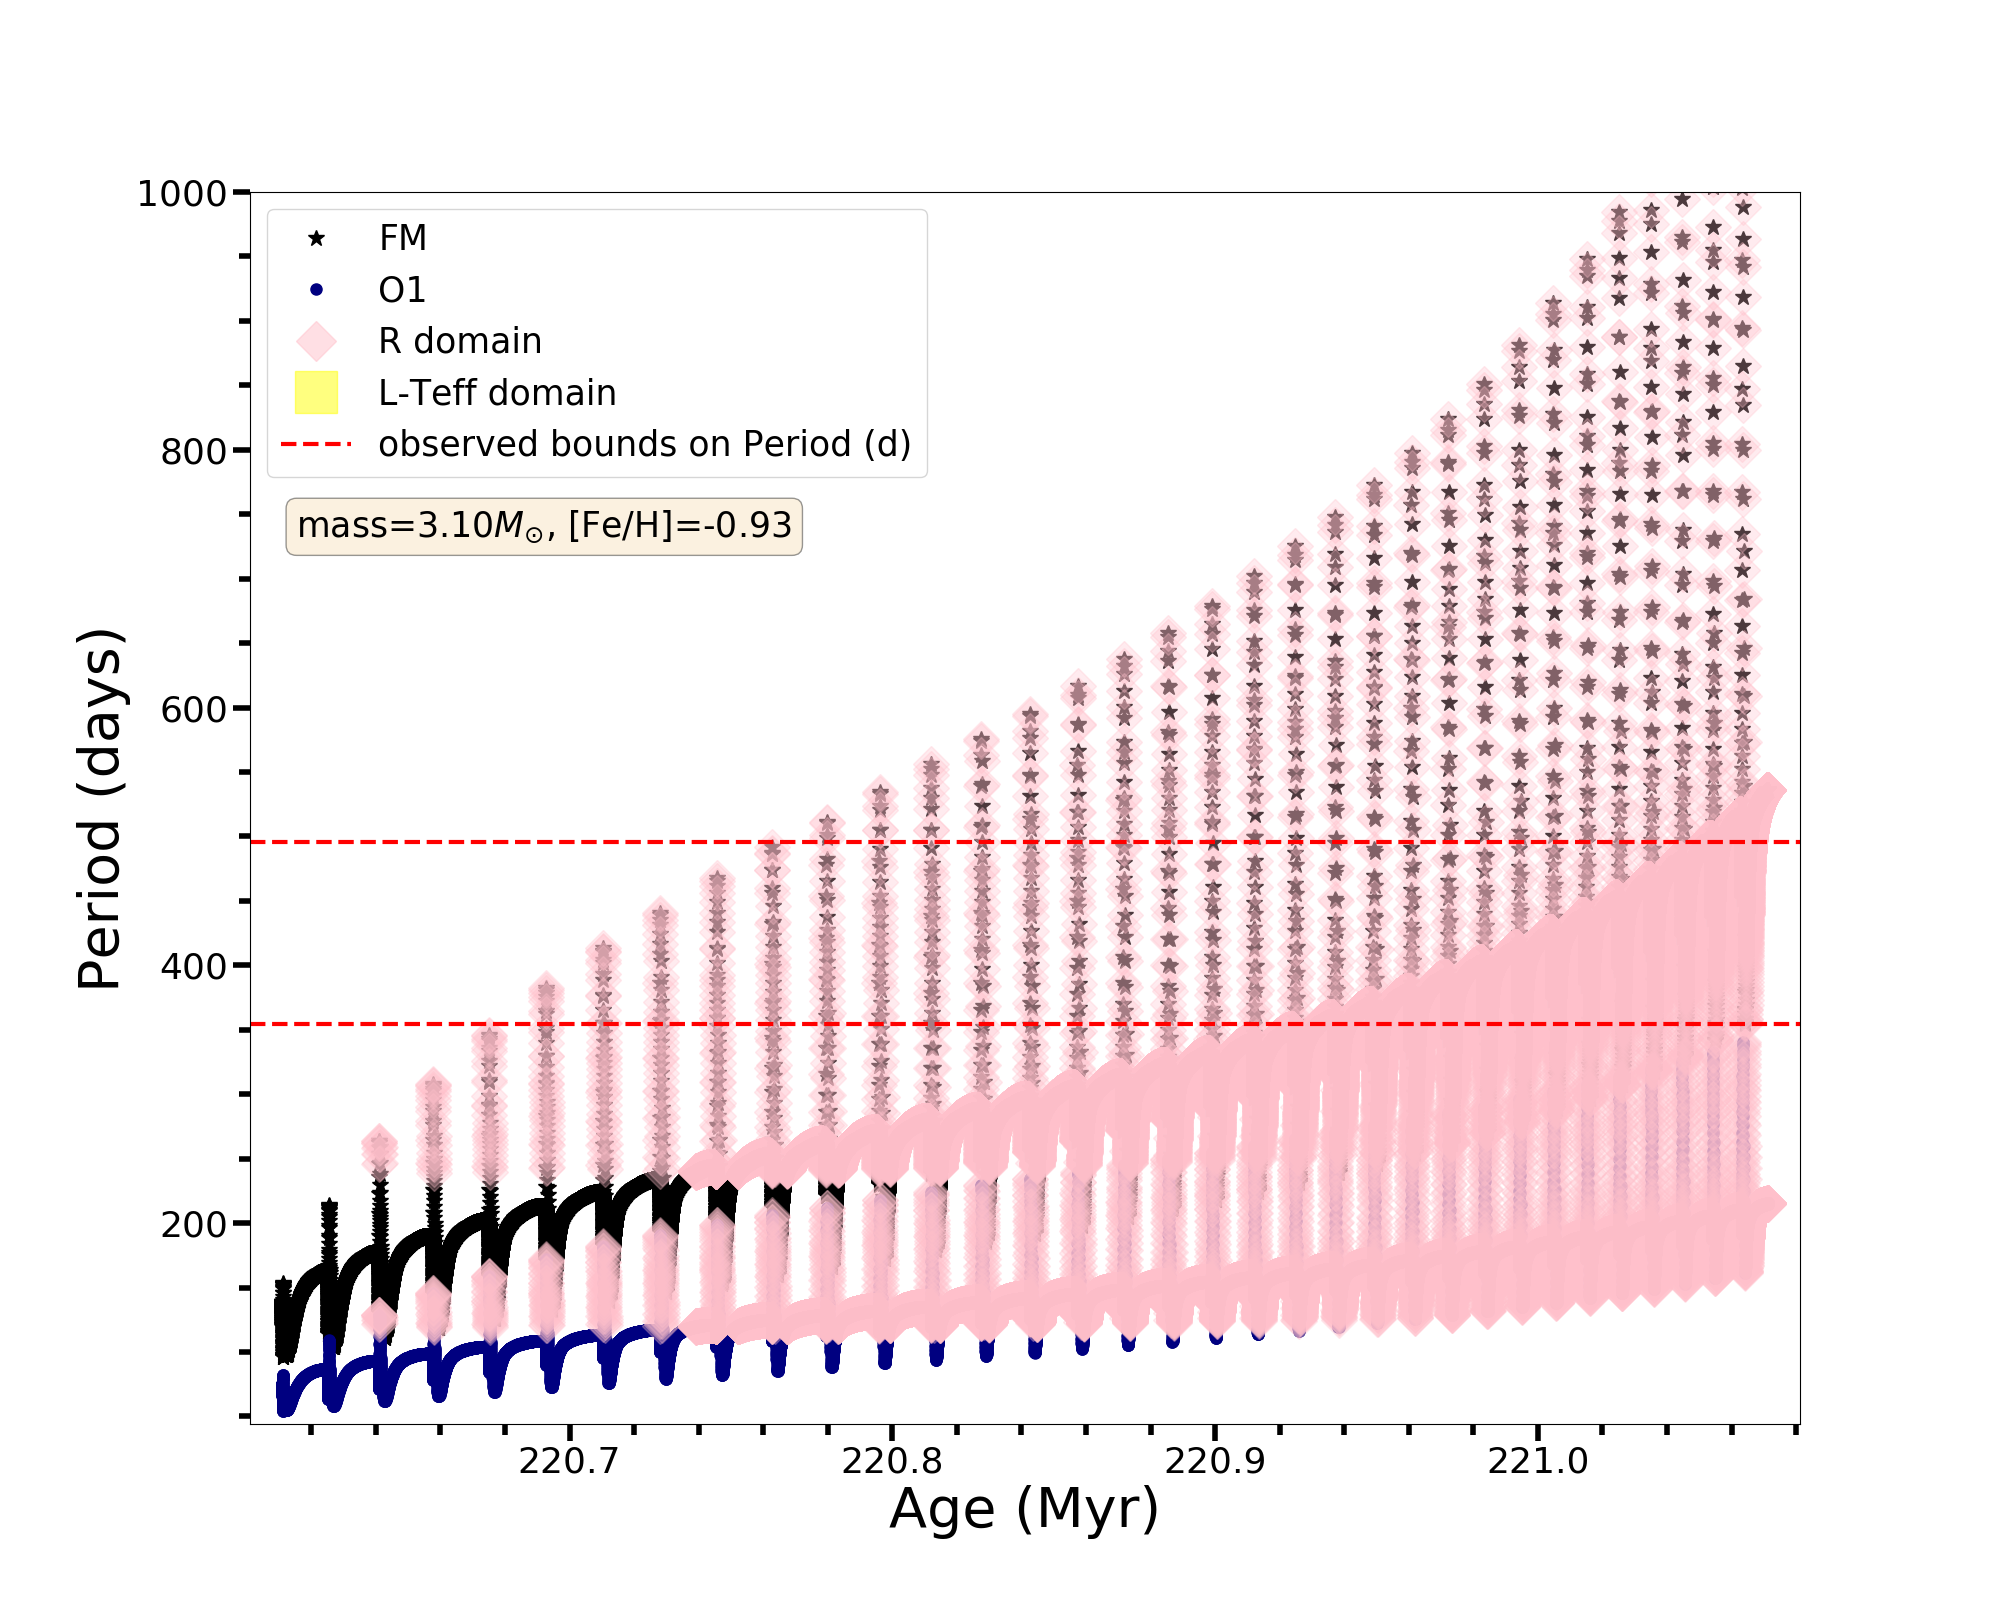 1000
800
600
400
200
Period (days)
FM
O1
R domain
L-Teff domain
observed bounds on Period (d)
mass=3.10M⊙, [Fe/H]=-0.93
220.7 220.8 220.9 221.0
Age (Myr)